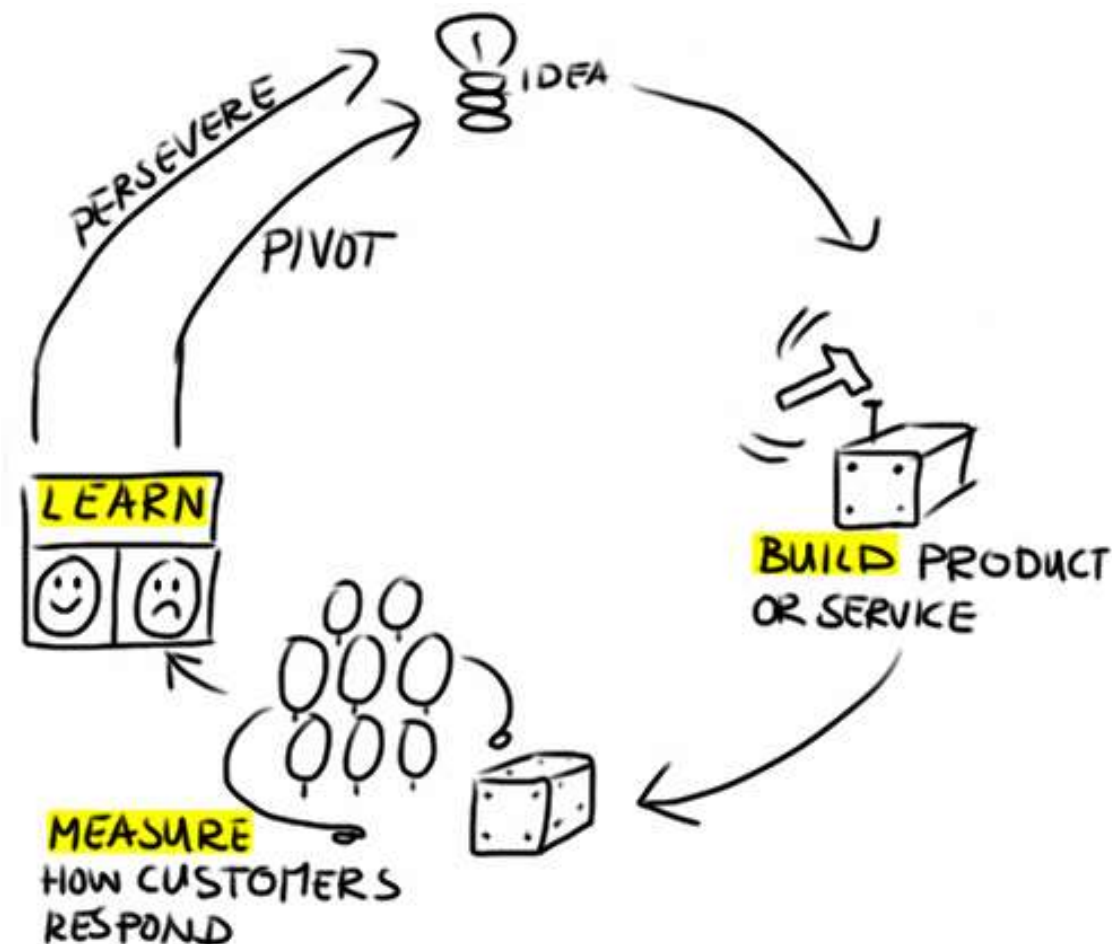 IDEA
PERSEVERE
PIVOT
BUILD PRODUCT
OR SERVICE
LEARN
MEASURE
HOW CUSTOMERS
RESPOND